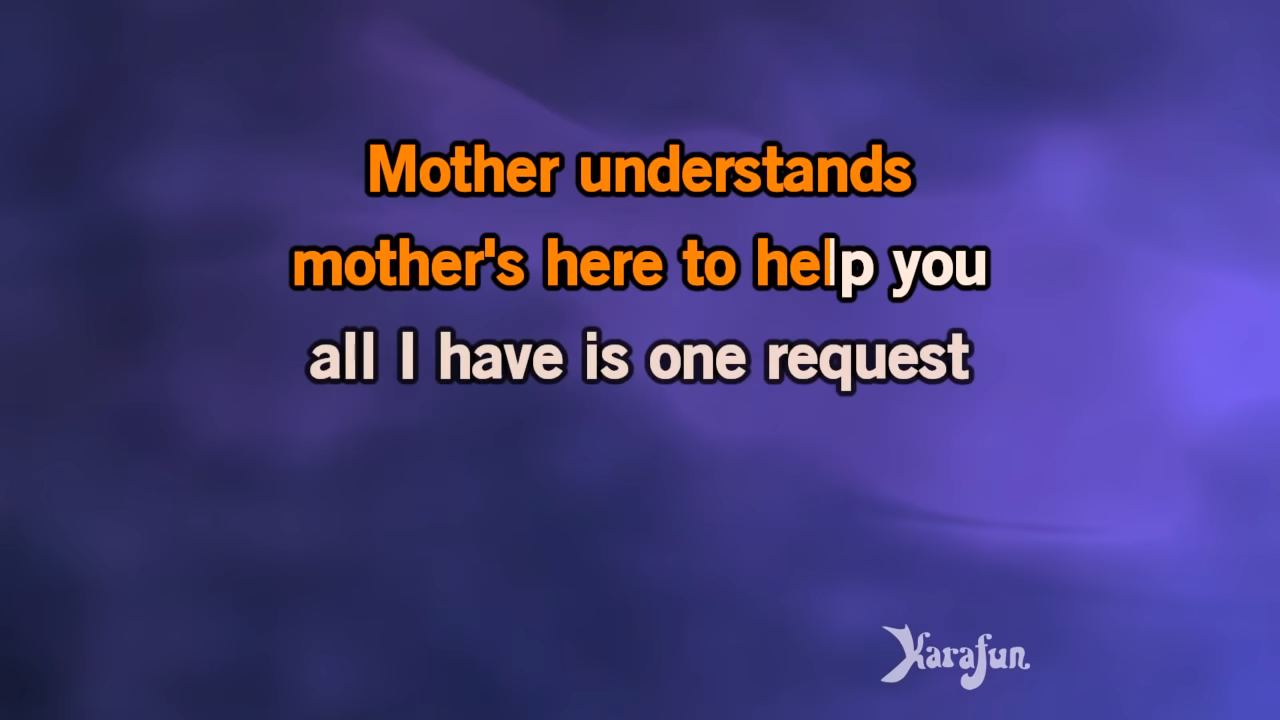 Mother understands
mother's here to help you
all I have is one request
Karafun